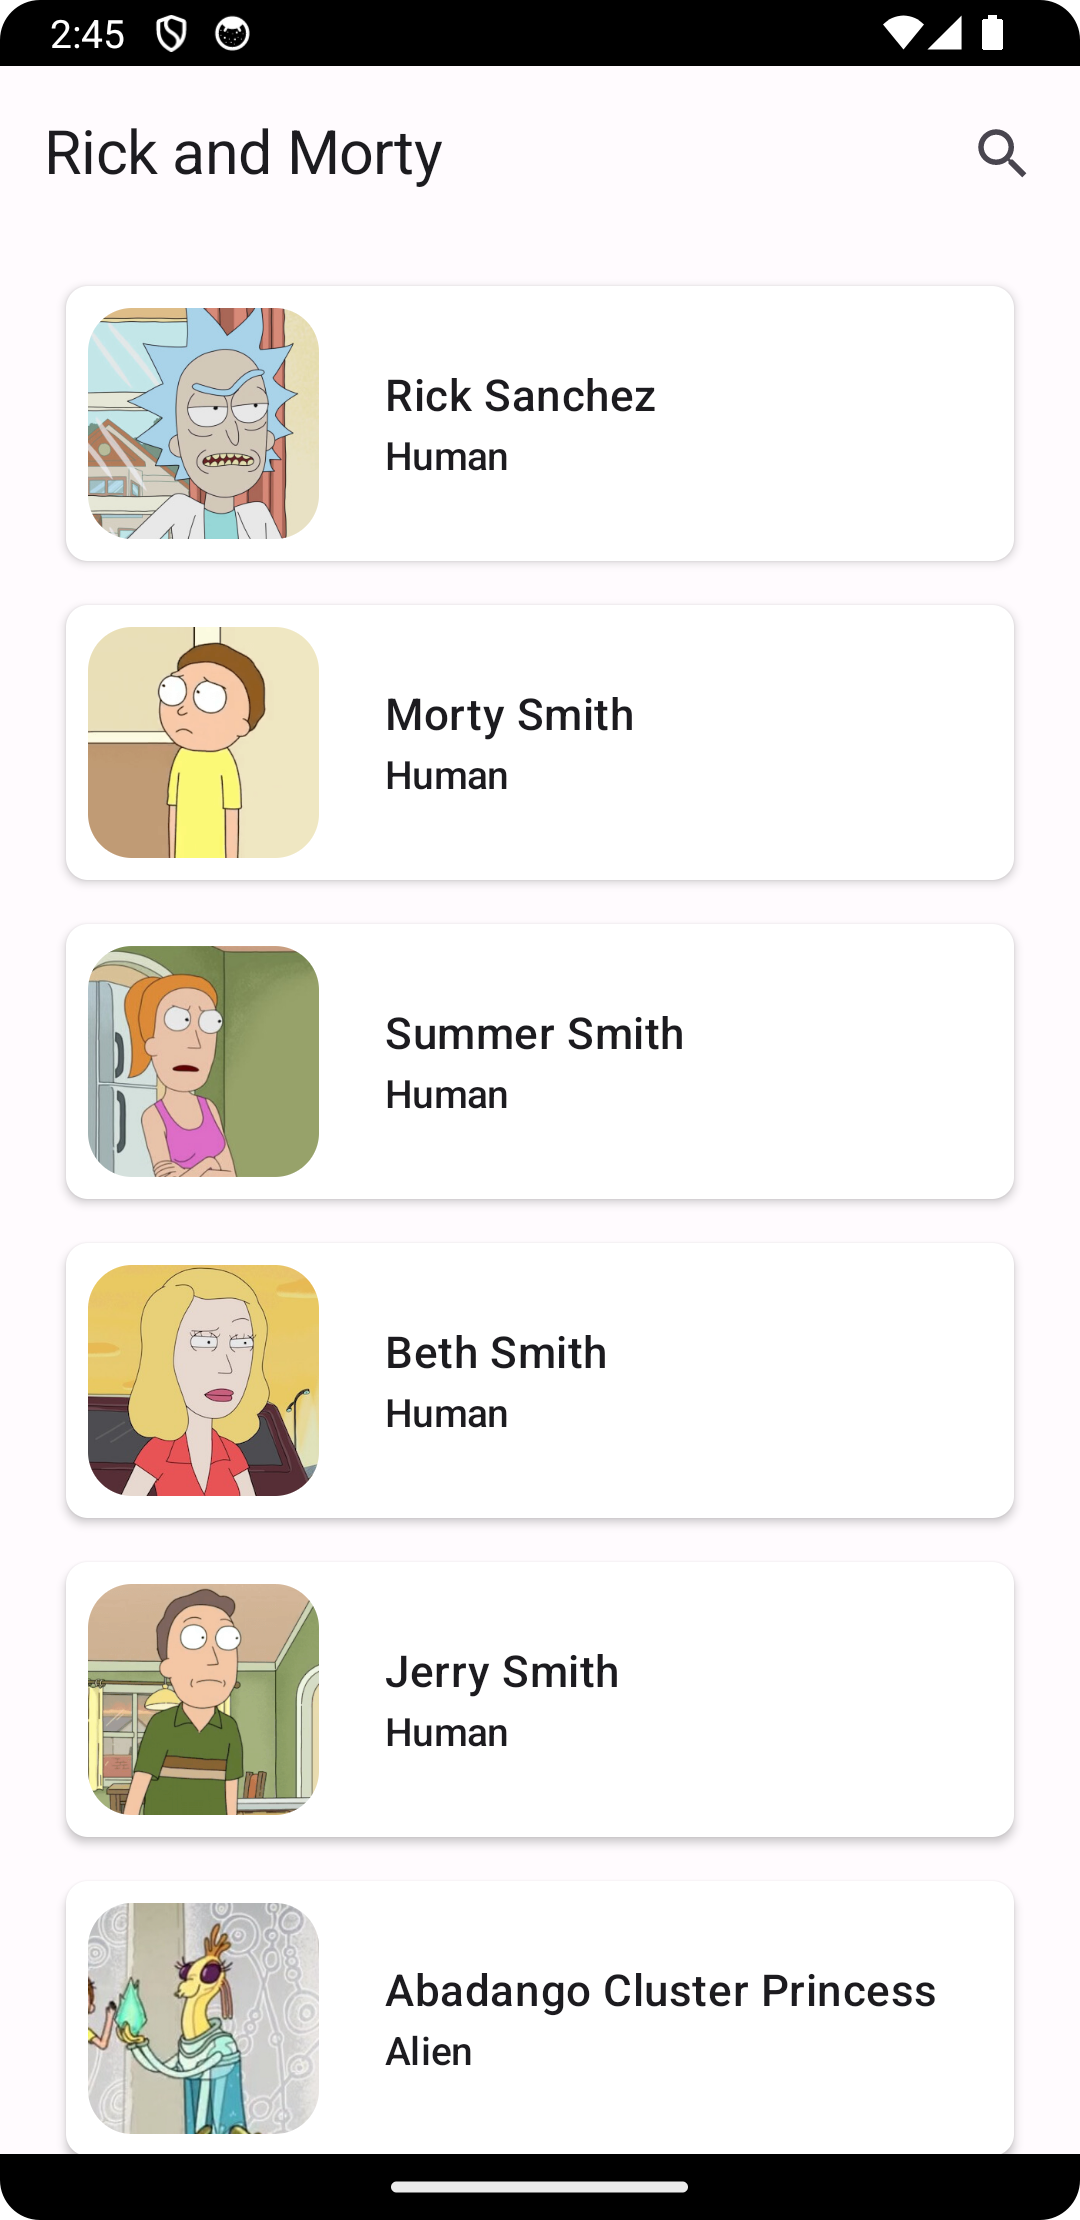 2:45
Rick and Morty
Rick Sanchez
Human
Morty Smith
Human
Summer Smith
Human
Beth Smith
Human
Jerry Smith
Human
Abadango Cluster Princess
Alien